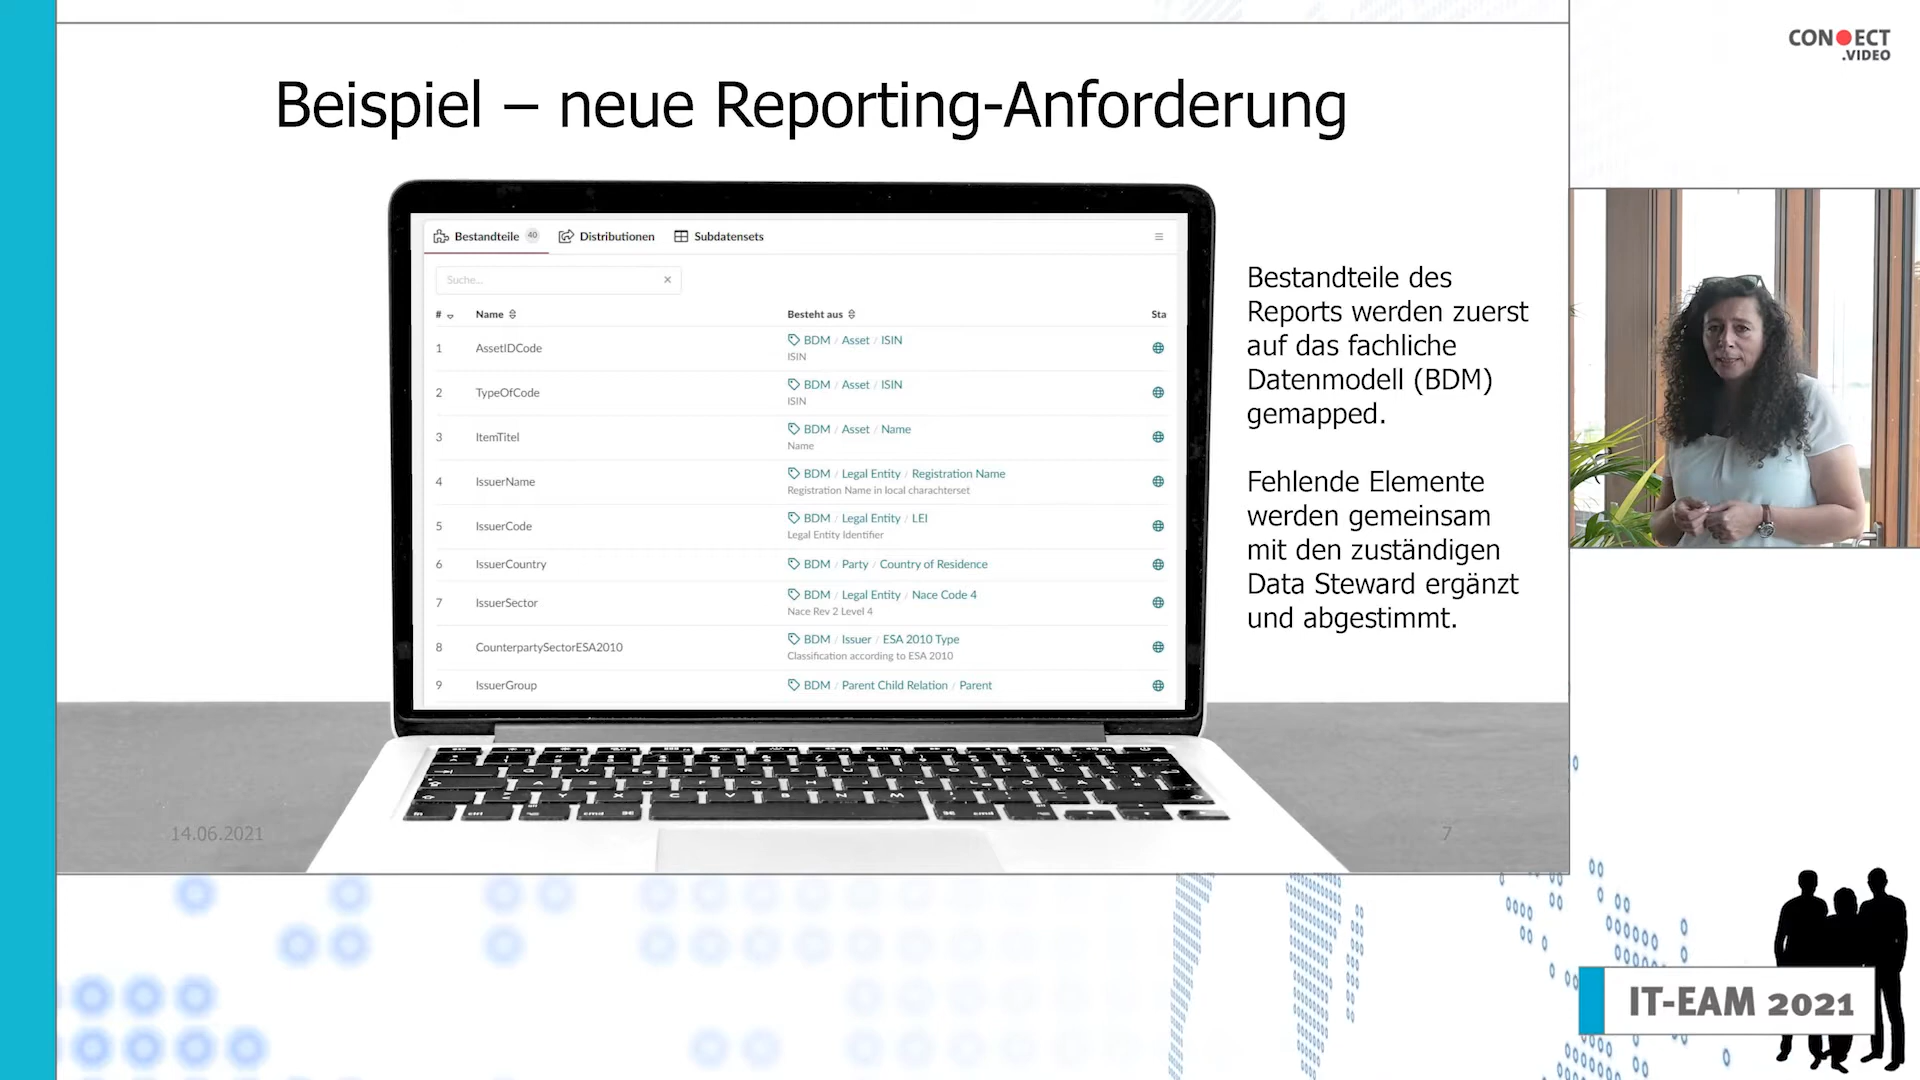 CONECT
.VIDEO
Beispiel – neue Reporting-Anforderung
Bestandteile 40 Distributionen Subdatensets
Suche...
# Name Besteht aus Sta
1 AssetIDCode BDM / Asset / ISIN
ISIN
2 TypeOfCode BDM / Asset / ISIN
ISIN
3 ItemTitel BDM / Asset / Name
Name
4 IssuerName BDM / Legal Entity / Registration Name
Registration Name in local charachterset
5 IssuerCode BDM / Legal Entity / LEI
Legal Entity Identifier
6 IssuerCountry BDM / Party / Country of Residence
7 IssuerSector BDM / Legal Entity / Nace Code 4
Nace Rev 2 Level 4
8 CounterpartySectorESA2010 BDM / Issuer / ESA 2010 Type
Classification according to ESA 2010
9 IssuerGroup BDM / Parent Child Relation / Parent
Bestandteile des
Reports werden zuerst
auf das fachliche
Datenmodell (BDM)
gemapped.
Fehlende Elemente
werden gemeinsam
mit den zuständigen
Data Steward ergänzt
und abgestimmt.
14.06.2021
7
IT-EAM 2021